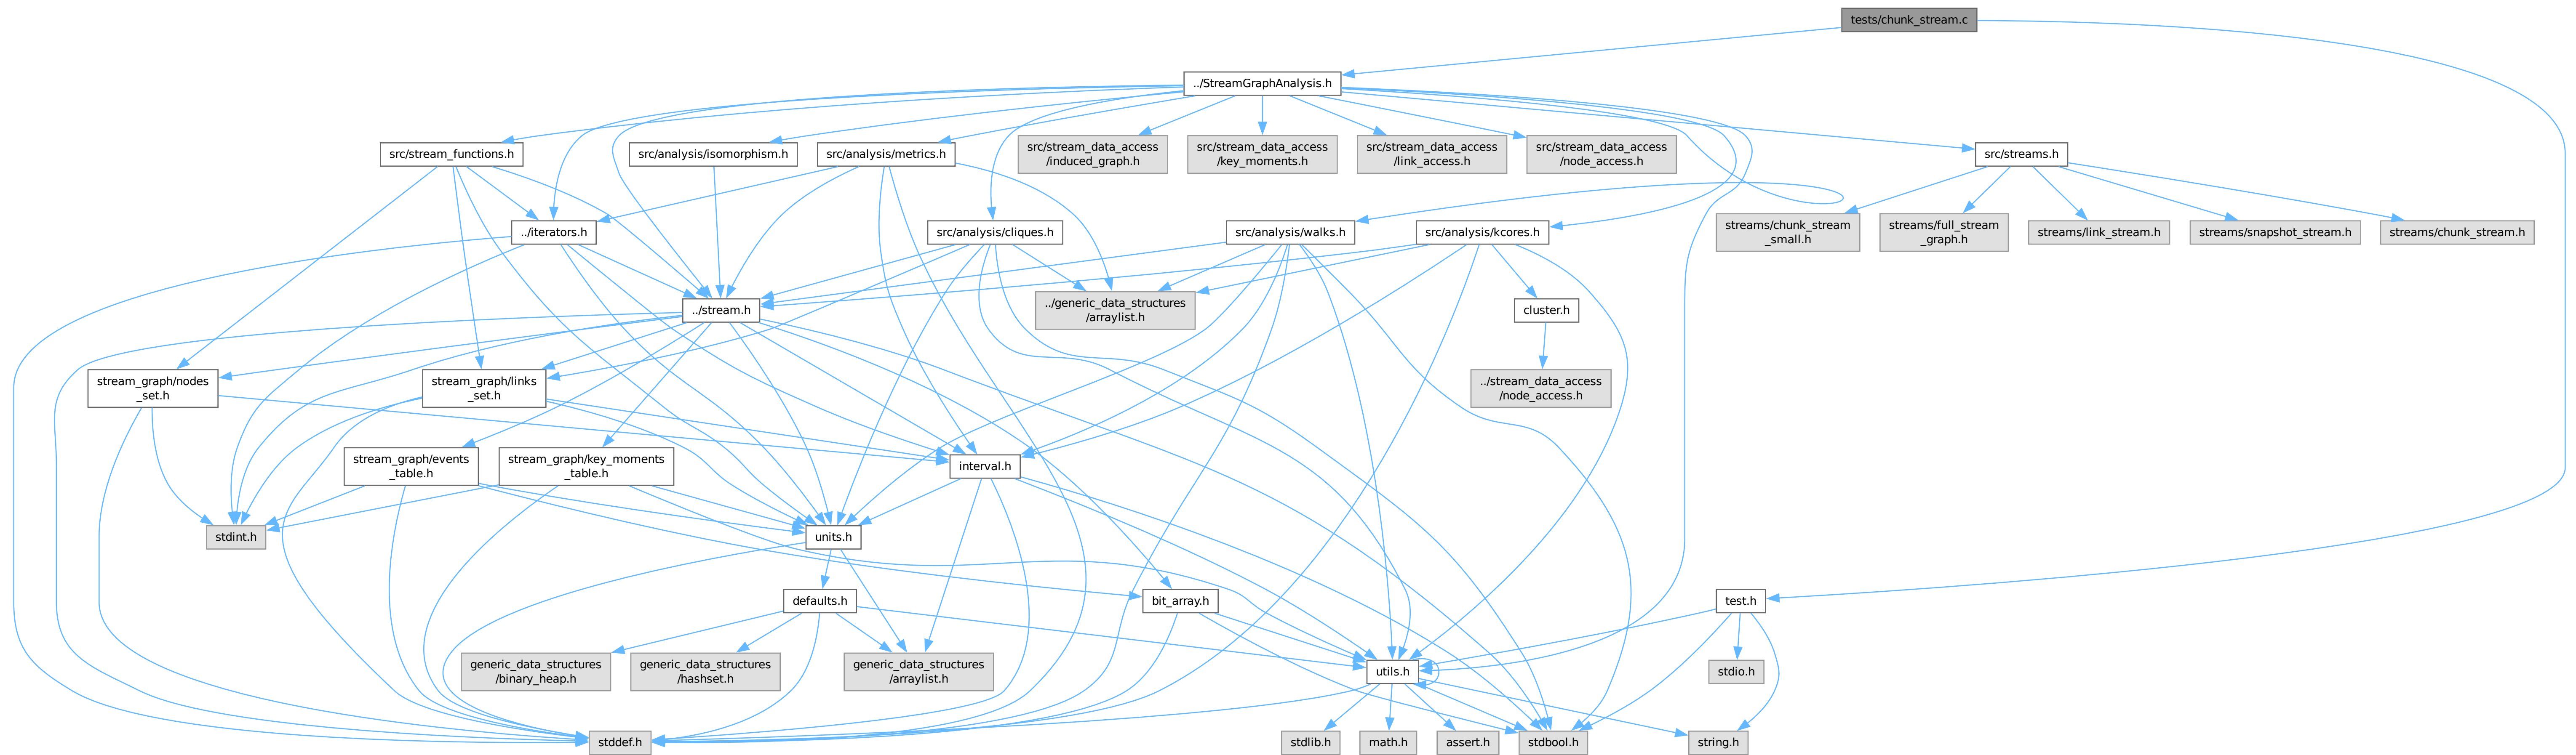 tests/chunk_stream.c
../StreamGraphAnalysis.h
src/stream_functions.h
src/analysis/isomorphism.h
src/analysis/metrics.h
src/stream_data_access
/induced_graph.h
src/stream_data_access
/key_moments.h
src/stream_data_access
/link_access.h
src/stream_data_access
/node_access.h
src/streams.h
../iterators.h
src/analysis/cliques.h
src/analysis/walks.h
src/analysis/kcores.h
streams/chunk_stream
_small.h
streams/full_stream
_graph.h
streams/link_stream.h
streams/snapshot_stream.h
streams/chunk_stream.h
../stream.h
../generic_data_structures
/arraylist.h
cluster.h
stream_graph/nodes
_set.h
stream_graph/links
_set.h
../stream_data_access
/node_access.h
stream_graph/events
_table.h
stream_graph/key_moments
_table.h
interval.h
stdint.h
units.h
defaults.h
bit_array.h
test.h
generic_data_structures
/binary_heap.h
generic_data_structures
/hashset.h
generic_data_structures
/arraylist.h
utils.h
stdio.h
stddef.h
stdlib.h
math.h
assert.h
stdbool.h
string.h